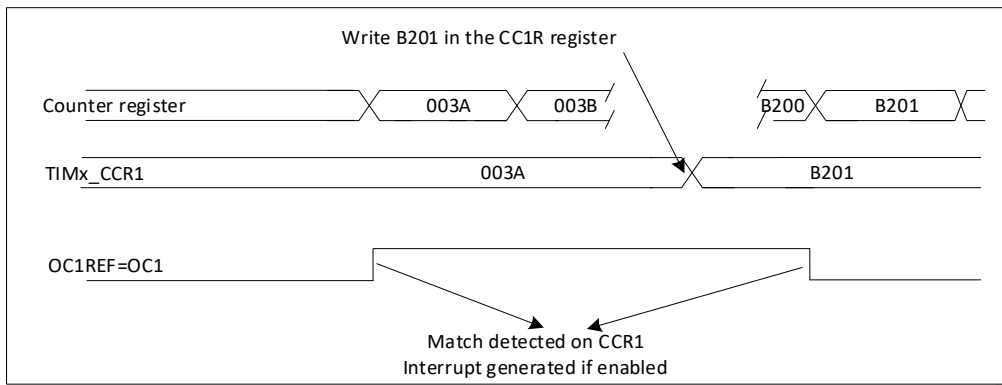 Write B201 in the CC1R register
Counter register 003A 003B B200 B201
TIMx_CCR1 003A B201
OC1REF=OC1
Match detected on CCR1
Interrupt generated if enabled